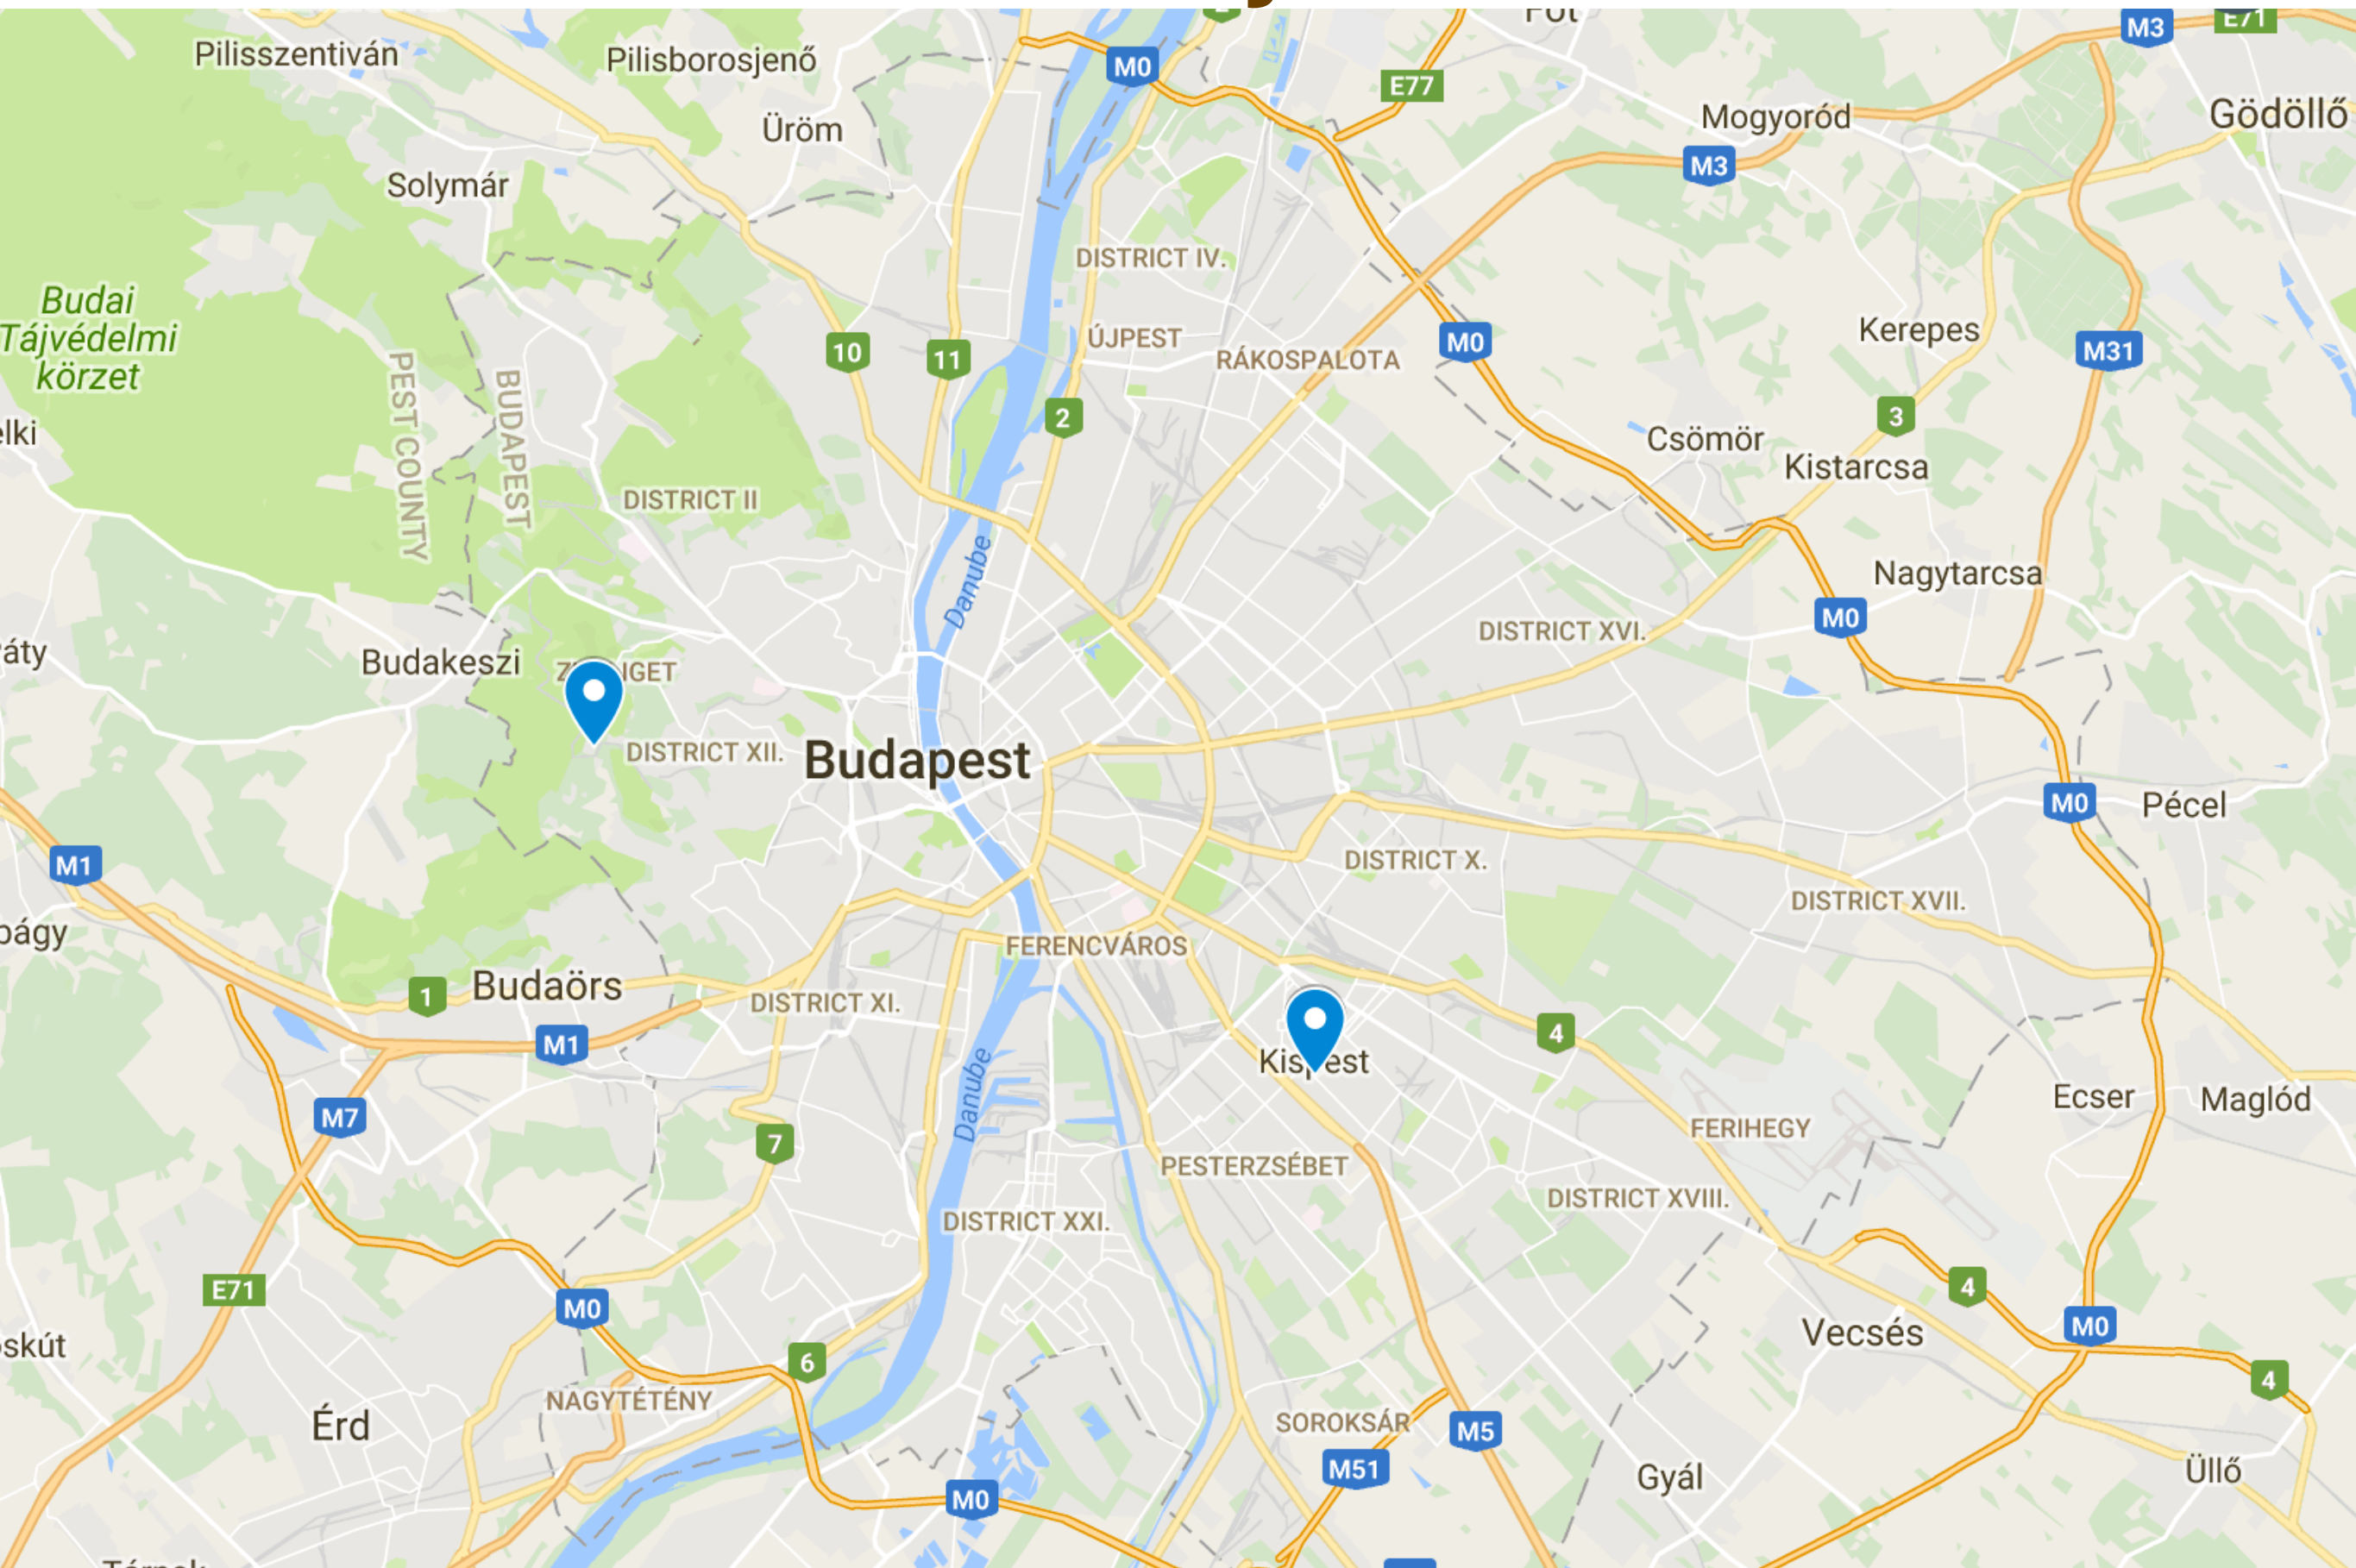 Pilisszentiván
Pilisborosjenő
M0
E77
M3
E71
Üröm
Mogyoród
Gödöllő
M3
Solymár
DISTRICT IV.
Budai
Tájvédelmi
körzet
ÚJPEST
RÁKOSPALOTA
M0
Kerepes
M31
10
11
PEST COUNTY
BUDAPEST
2
3
Csömör
Kistarcsa
DISTRICT II
Danube
Nagytarcsa
M0
DISTRICT XVI.
Budakeszi
DISTRICT XII.
Budapest
M0
Pécel
M1
DISTRICT X.
DISTRICT XVII.
FERENCVÁROS
1
Budaörs
DISTRICT XI.
M1
4
Kispest
Danube
M7
7
Ecser
Maglód
FERIHEGY
PESTERZSÉBET
DISTRICT XVIII.
DISTRICT XXI.
E71
M0
4
M0
Vecsés
6
4
NAGYTÉTÉNY
Érd
SOROKSÁR
M5
M51
Gyál
Üllő
M0